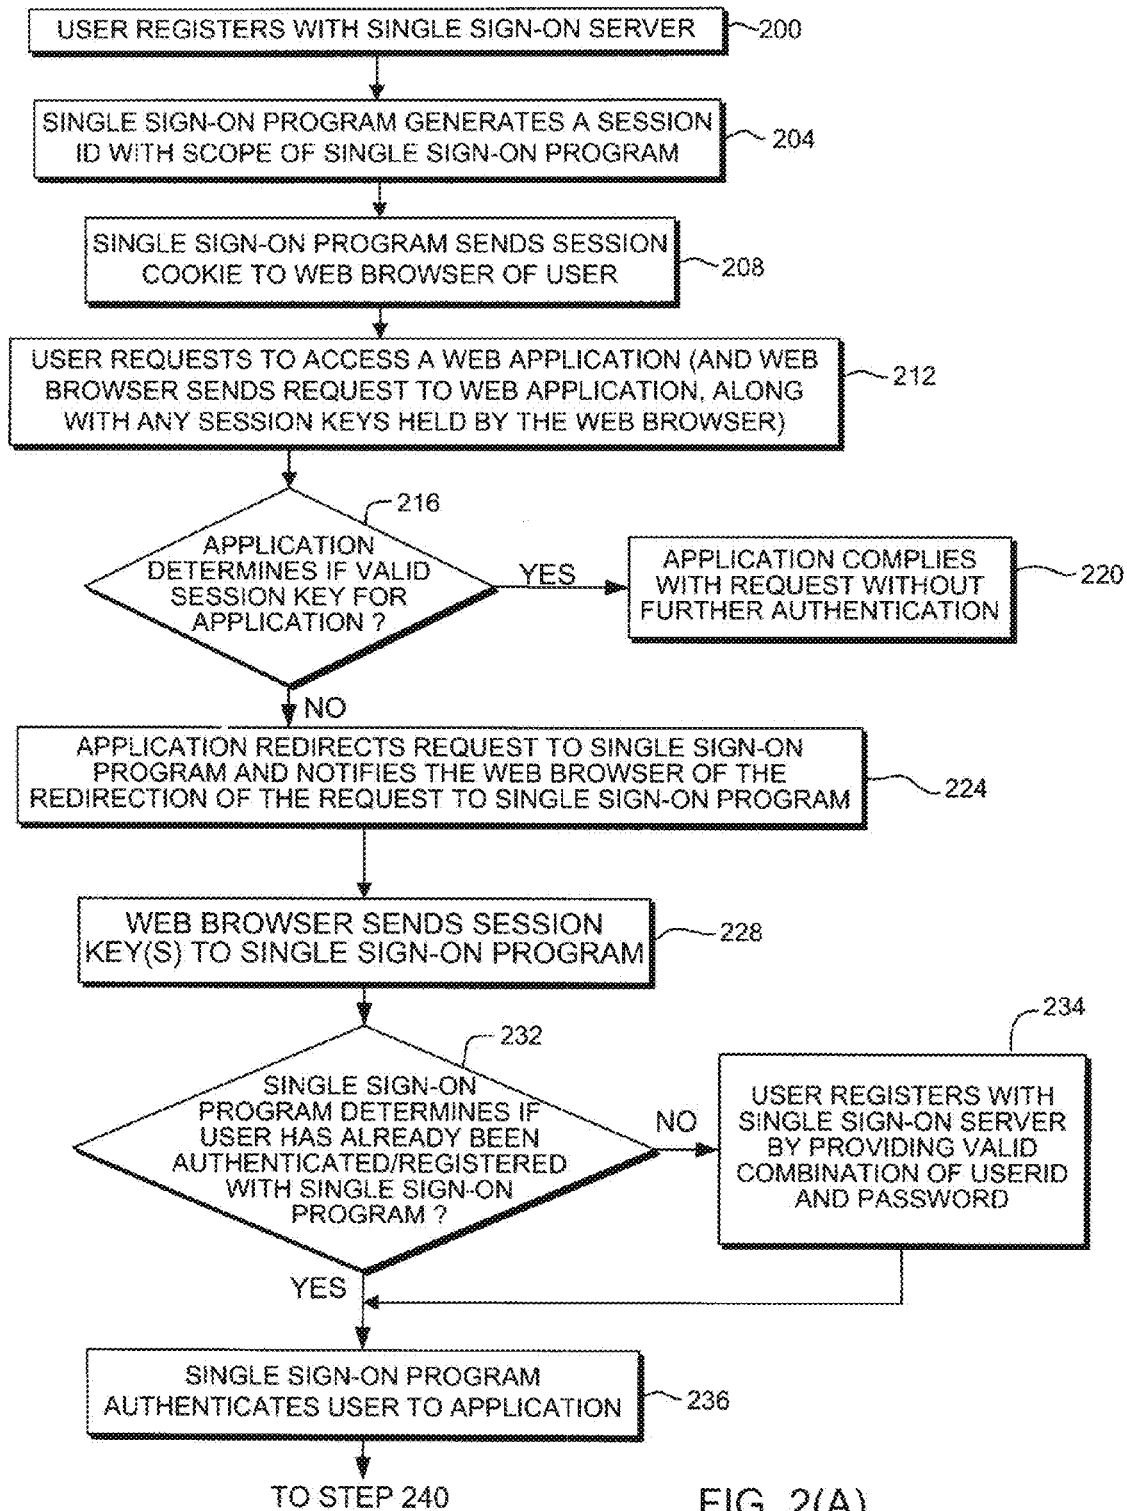 USER REGISTERS WITH SINGLE SIGN-ON SERVER
200
SINGLE SIGN-ON PROGRAM GENERATES A SESSION
ID WITH SCOPE OF SINGLE SIGN-ON PROGRAM
204
SINGLE SIGN-ON PROGRAM SENDS SESSION
COOKIE TO WEB BROWSER OF USER
208
USER REQUESTS TO ACCESS A WEB APPLICATION (AND WEB
BROWSER SENDS REQUEST TO WEB APPLICATION, ALONG
WITH ANY SESSION KEYS HELD BY THE WEB BROWSER)
212
216
APPLICATION
DETERMINES IF VALID
SESSION KEY FOR
APPLICATION ?
YES
APPLICATION COMPLIES
WITH REQUEST WITHOUT
FURTHER AUTHENTICATION
220
NO
APPLICATION REDIRECTS REQUEST TO SINGLE SIGN-ON
PROGRAM AND NOTIFIES THE WEB BROWSER OF THE
REDIRECTION OF THE REQUEST TO SINGLE SIGN-ON PROGRAM
224
WEB BROWSER SENDS SESSION
KEY(S) TO SINGLE SIGN-ON PROGRAM
228
232
SINGLE SIGN-ON
PROGRAM DETERMINES IF
USER HAS ALREADY BEEN
AUTHENTICATED/REGISTERED
WITH SINGLE SIGN-ON
PROGRAM ?
NO
234
USER REGISTERS WITH
SINGLE SIGN-ON SERVER
BY PROVIDING VALID
COMBINATION OF USERID
AND PASSWORD
YES
SINGLE SIGN-ON PROGRAM
AUTHENTICATES USER TO APPLICATION
236
TO STEP 240
FIG. 2(A)